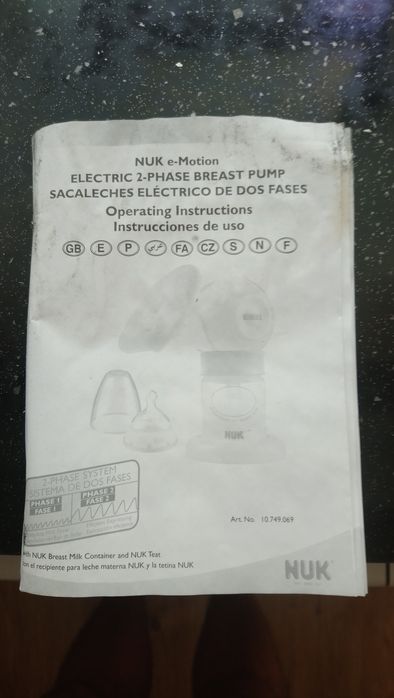 NUK e-Motion
ELECTRIC 2-PHASE BREAST PUMP
SACALECHES ELÉCTRICO DE DOS FASES
Operating Instructions
Instrucciones de uso
GB E P عربي FA CZ S N F
NUK
2-PHASE SYSTEM
SISTEMA DE DOS FASES
PHASE 1 PHASE 2
FASE 1 FASE 2
Art. No. 10.749.069
with NUK Breast Milk Container and NUK Teat
con el recipiente para leche materna NUK y la tetina NUK
NUK